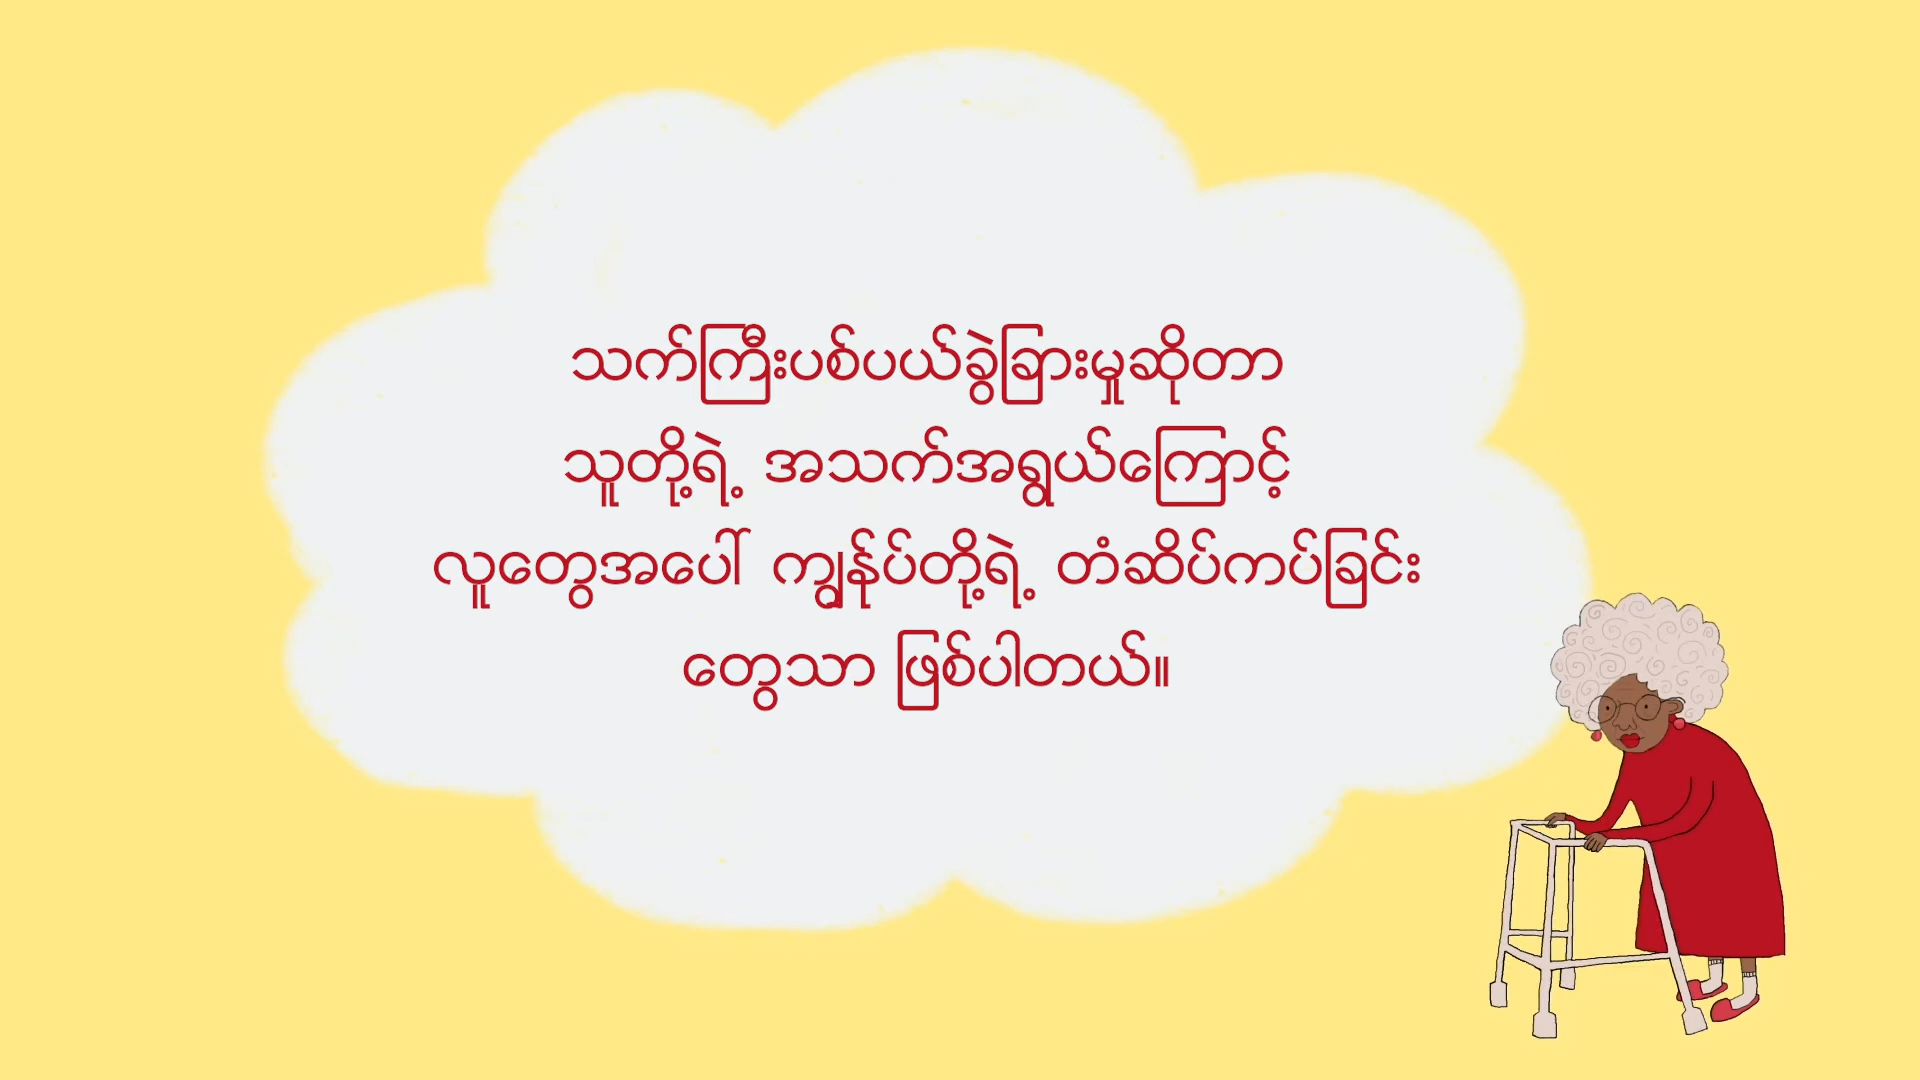 သက်ကြီးပစ်ပယ်ခွဲခြားမှုဆိုတာ
သူတို့ရဲ့ အသက်အရွယ်ကြောင့်
လူတွေအပေါ် ကျွန်ုပ်တို့ရဲ့ တံဆိပ်ကပ်ခြင်း
တွေသာ ဖြစ်ပါတယ်။